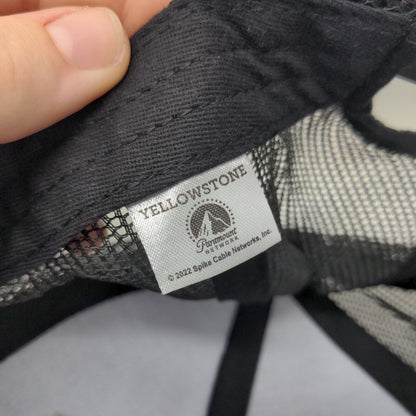 YELLOWSTONE
Paramount
NETWORK
© 2022 Spike Cable Networks, Inc.